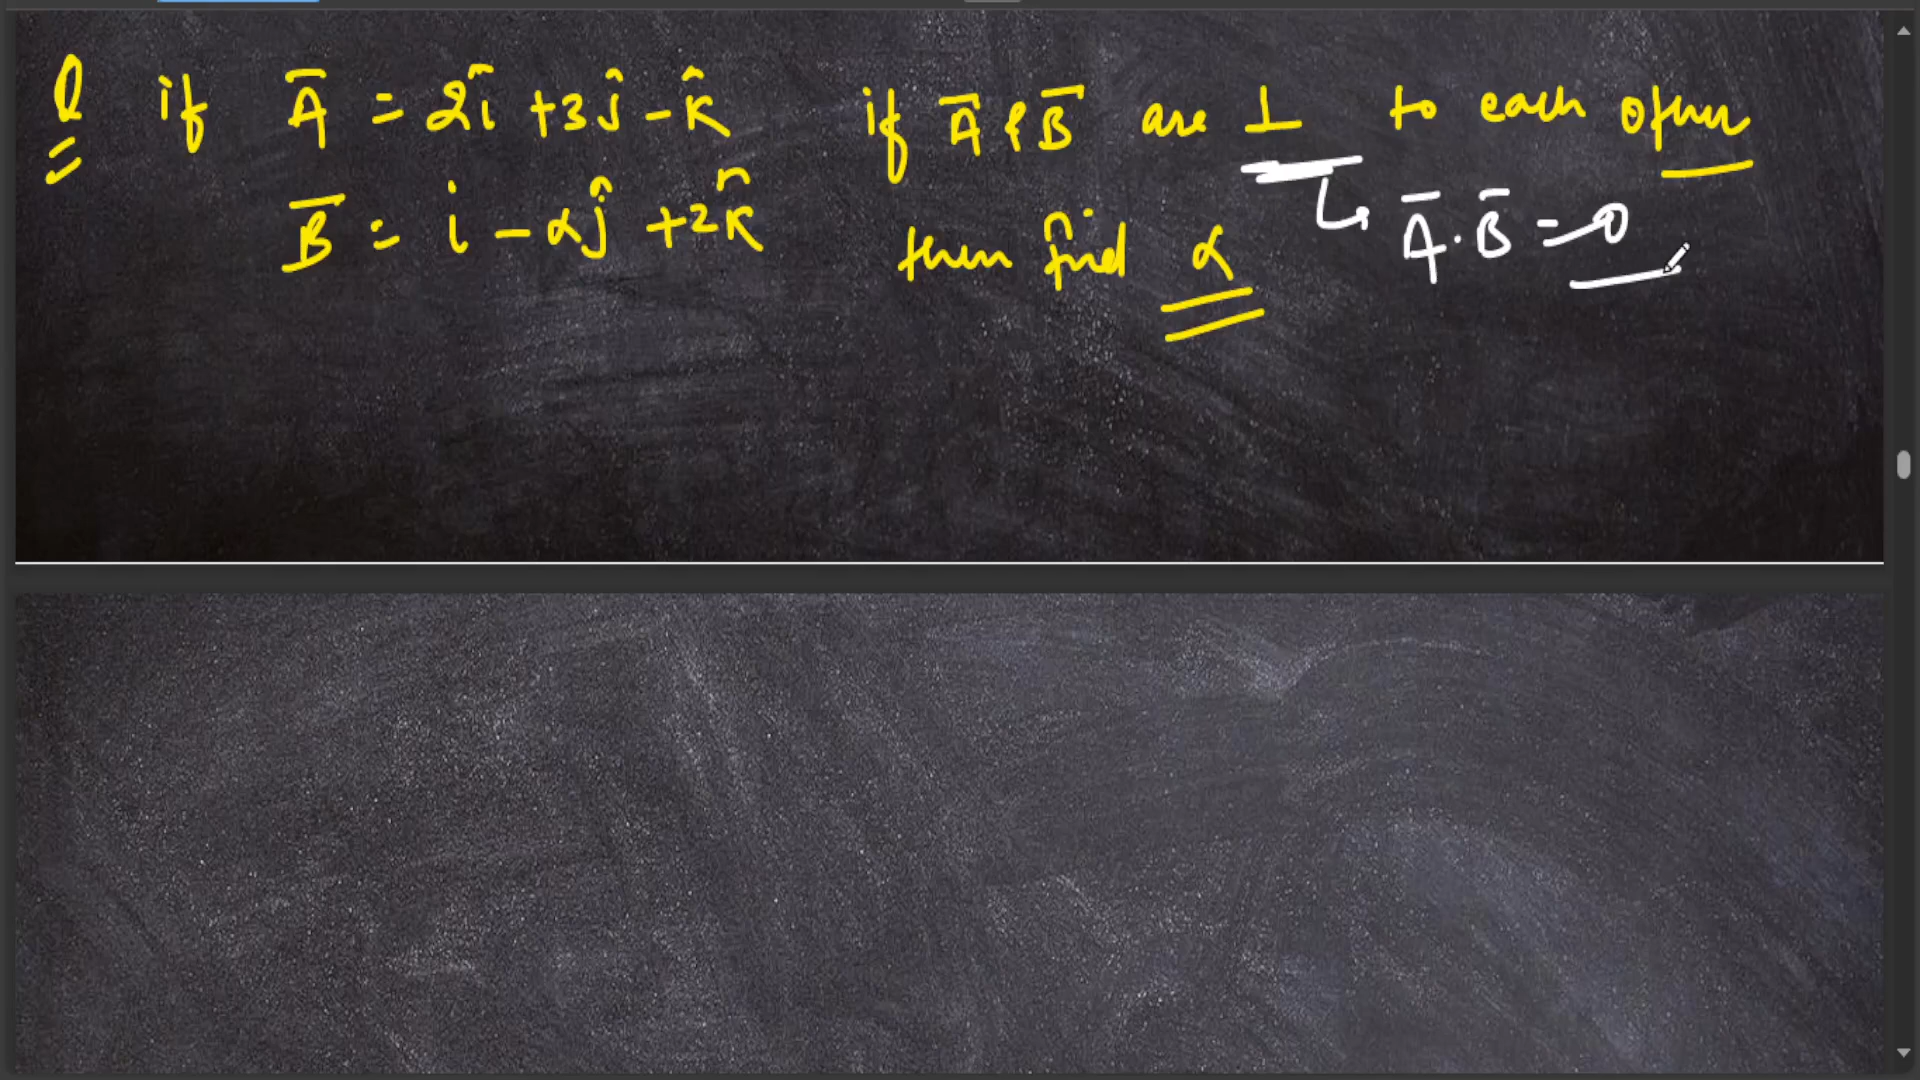 Q if A̅ = 2î + 3ĵ - k̂ if A̅ & B̅ are ⊥ to each other
B̅ = i - αĵ + 2k̂ then find α
↳ A̅ · B̅ = 0